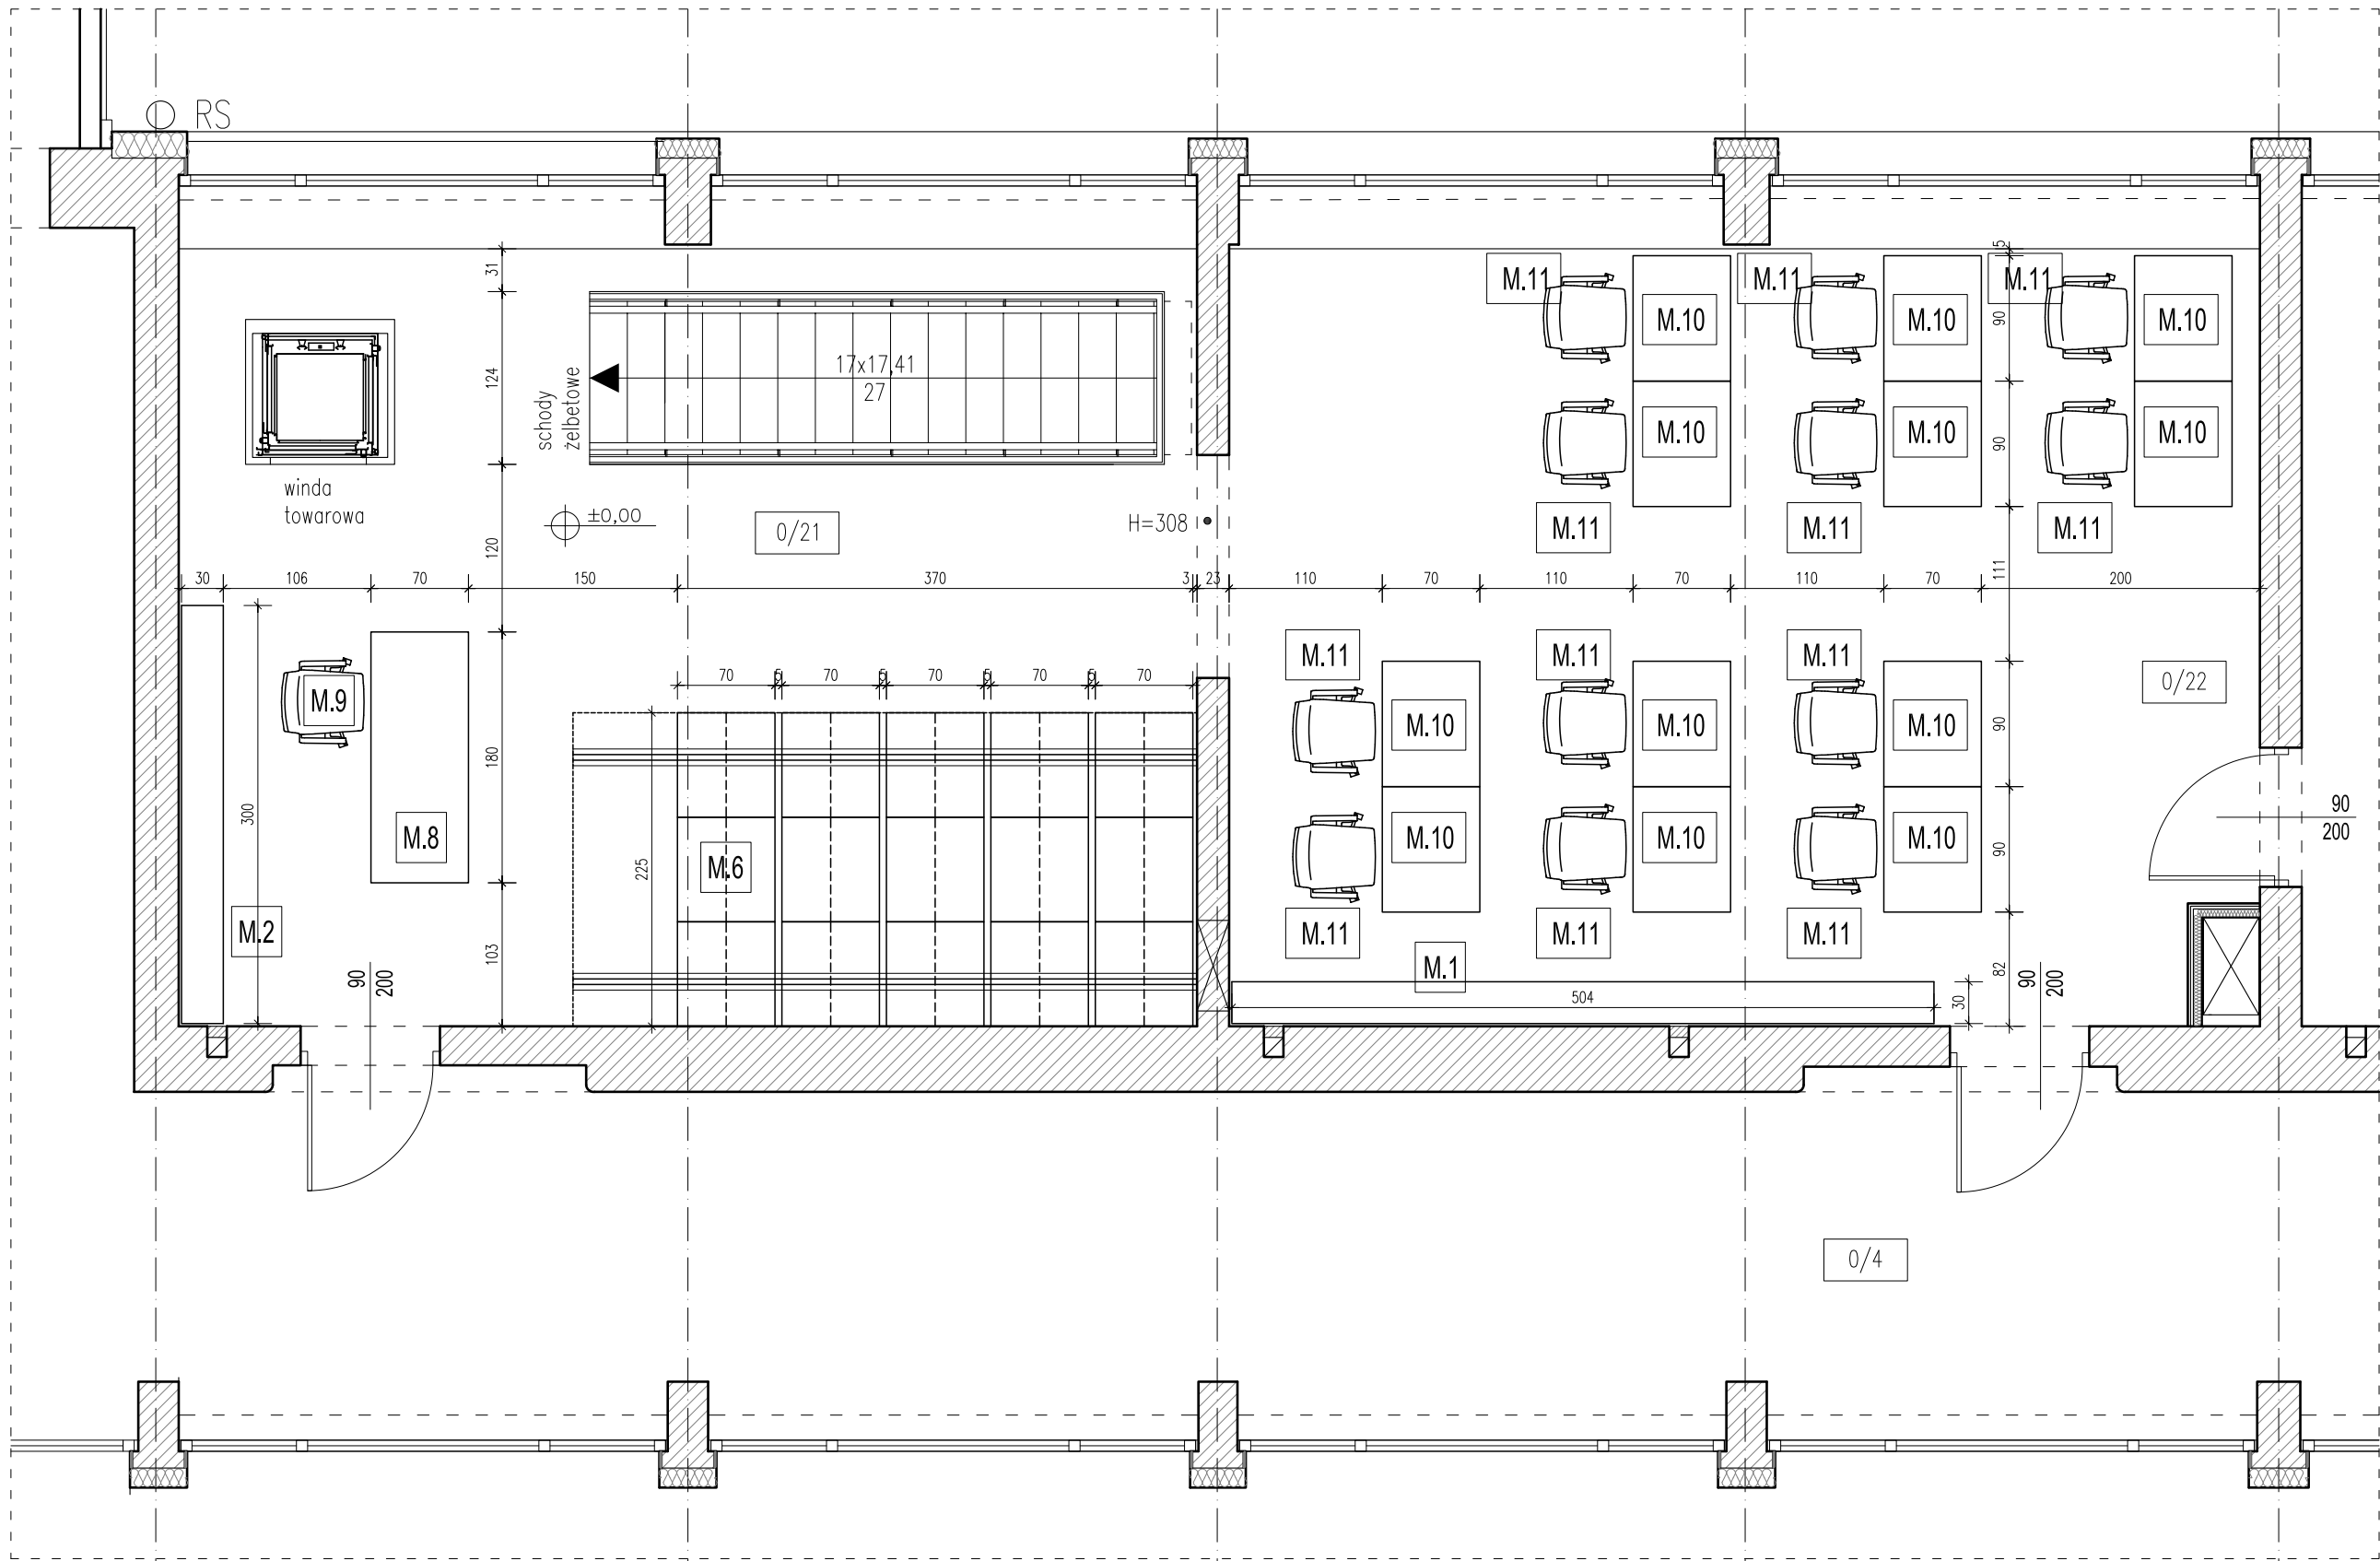 RS
M.11
M.11
M.11
M.10
M.10
M.10
31
5
17x17,41
27
124
90
schody
żelbetowe
M.10
M.10
M.10
90
winda
towarowa
±0,00
0/21
H=308
M.11
M.11
M.11
120
111
30
106
70
150
370
3
23
110
70
110
70
110
70
200
M.11
M.11
M.11
70
5
70
5
70
5
70
5
70
0/22
M.9
M.10
M.10
M.10
90
180
300
90
200
M.8
M.6
225
M.10
M.10
M.10
90
M.2
M.11
M.11
M.11
103
M.1
82
90
200
504
30
90
200
0/4